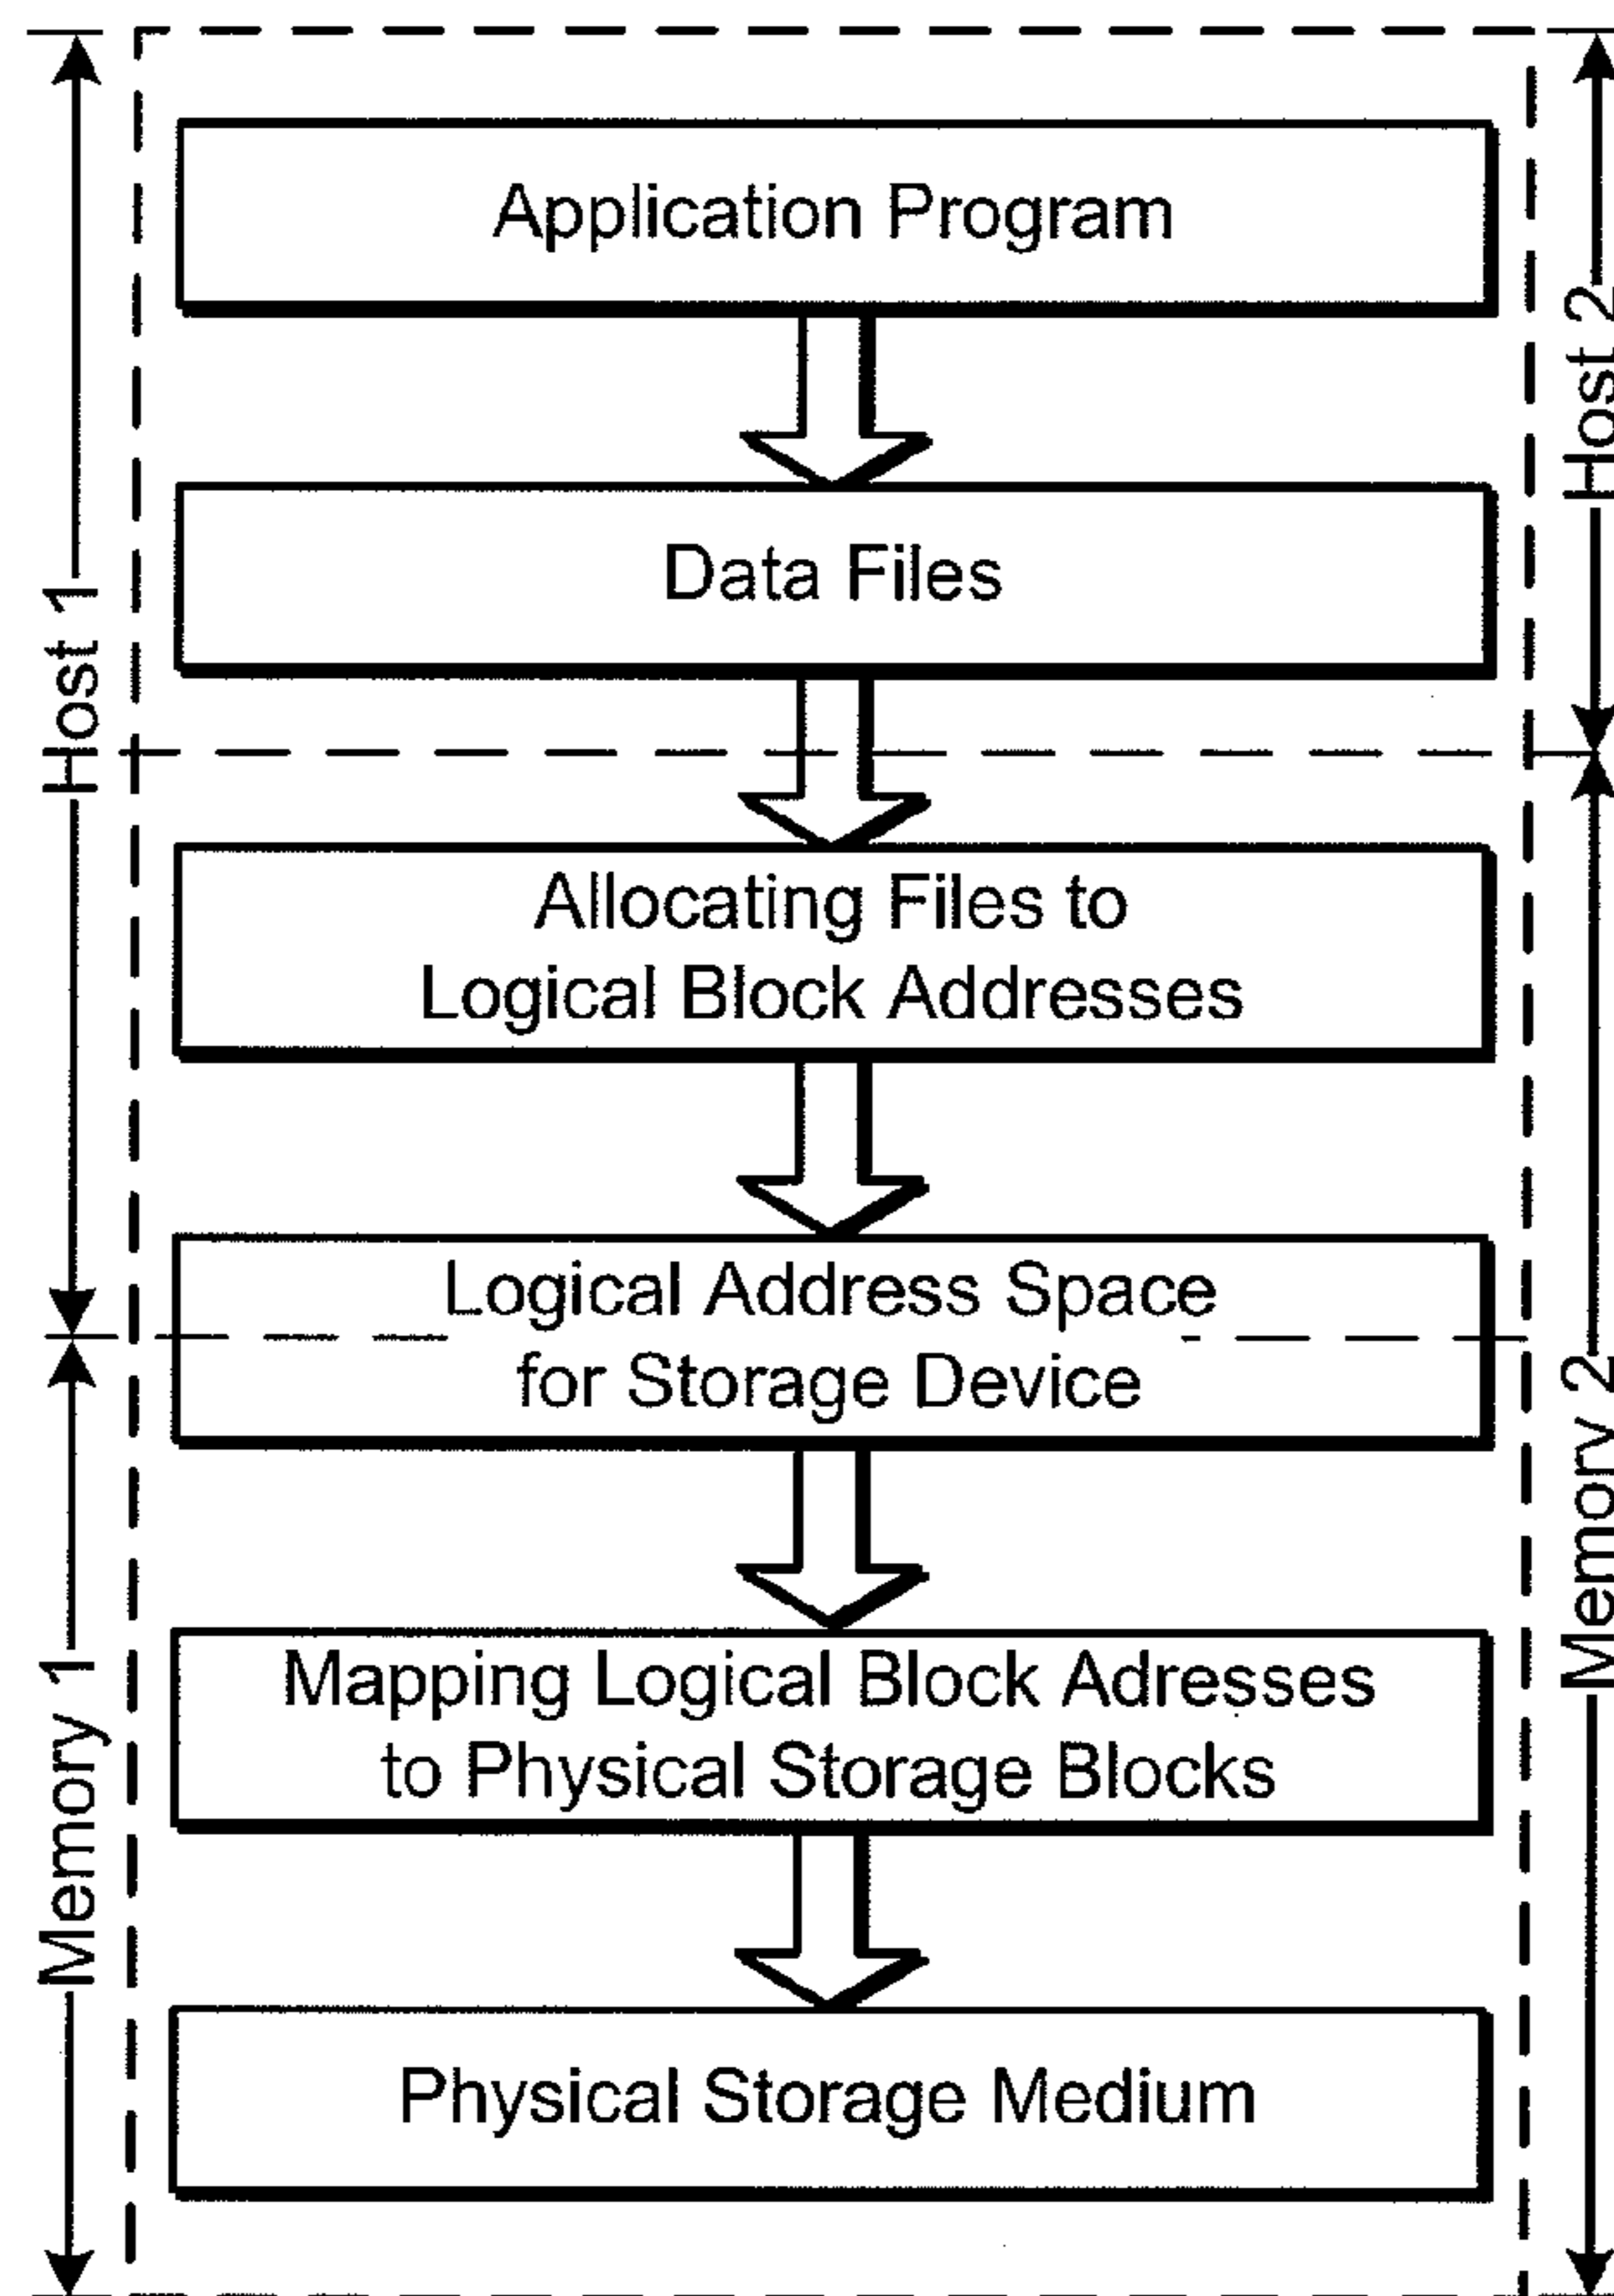 Application Program
Data Files
Allocating Files to
Logical Block Addresses
Logical Address Space
for Storage Device
Mapping Logical Block Adresses
to Physical Storage Blocks
Physical Storage Medium
Host 1
Memory 1
Host 2
Memory 2